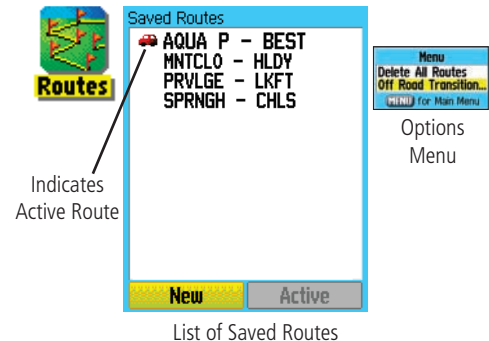 Routes
Indicates
Active Route
Saved Routes
AQUA P - BEST
MNTCLO - HLDY
PRVLGE - LKFT
SPRNGH - CHLS
New
Active
List of Saved Routes
Menu
Delete All Routes
Off Road Transition...
MENU for Main Menu
Options
Menu